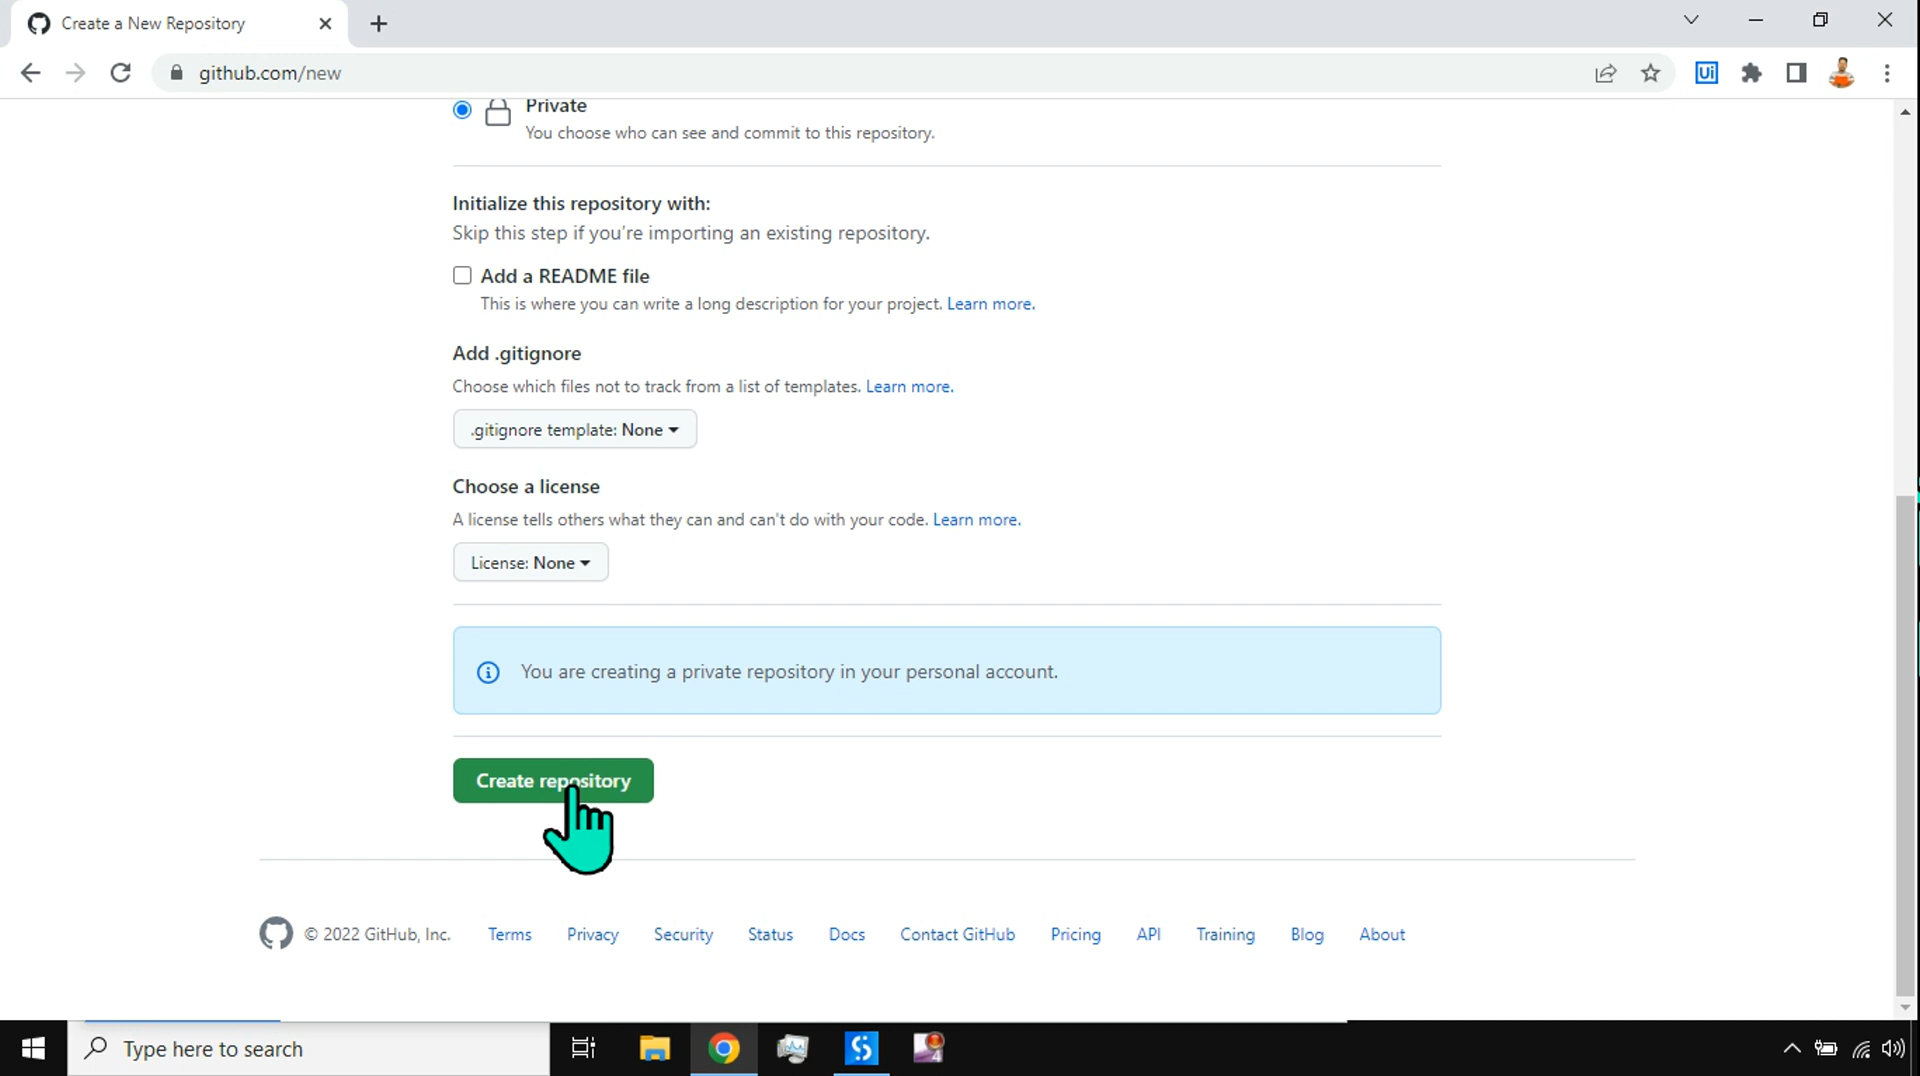 Create a New Repository
github.com/new
Ui
Private
You choose who can see and commit to this repository.
Initialize this repository with:
Skip this step if you're importing an existing repository.
Add a README file
This is where you can write a long description for your project. Learn more.
Add .gitignore
Choose which files not to track from a list of templates. Learn more.
.gitignore template: None
Choose a license
A license tells others what they can and can't do with your code. Learn more.
License: None
You are creating a private repository in your personal account.
Create repository
© 2022 GitHub, Inc. Terms Privacy Security Status Docs Contact GitHub Pricing API Training Blog About
Type here to search
4